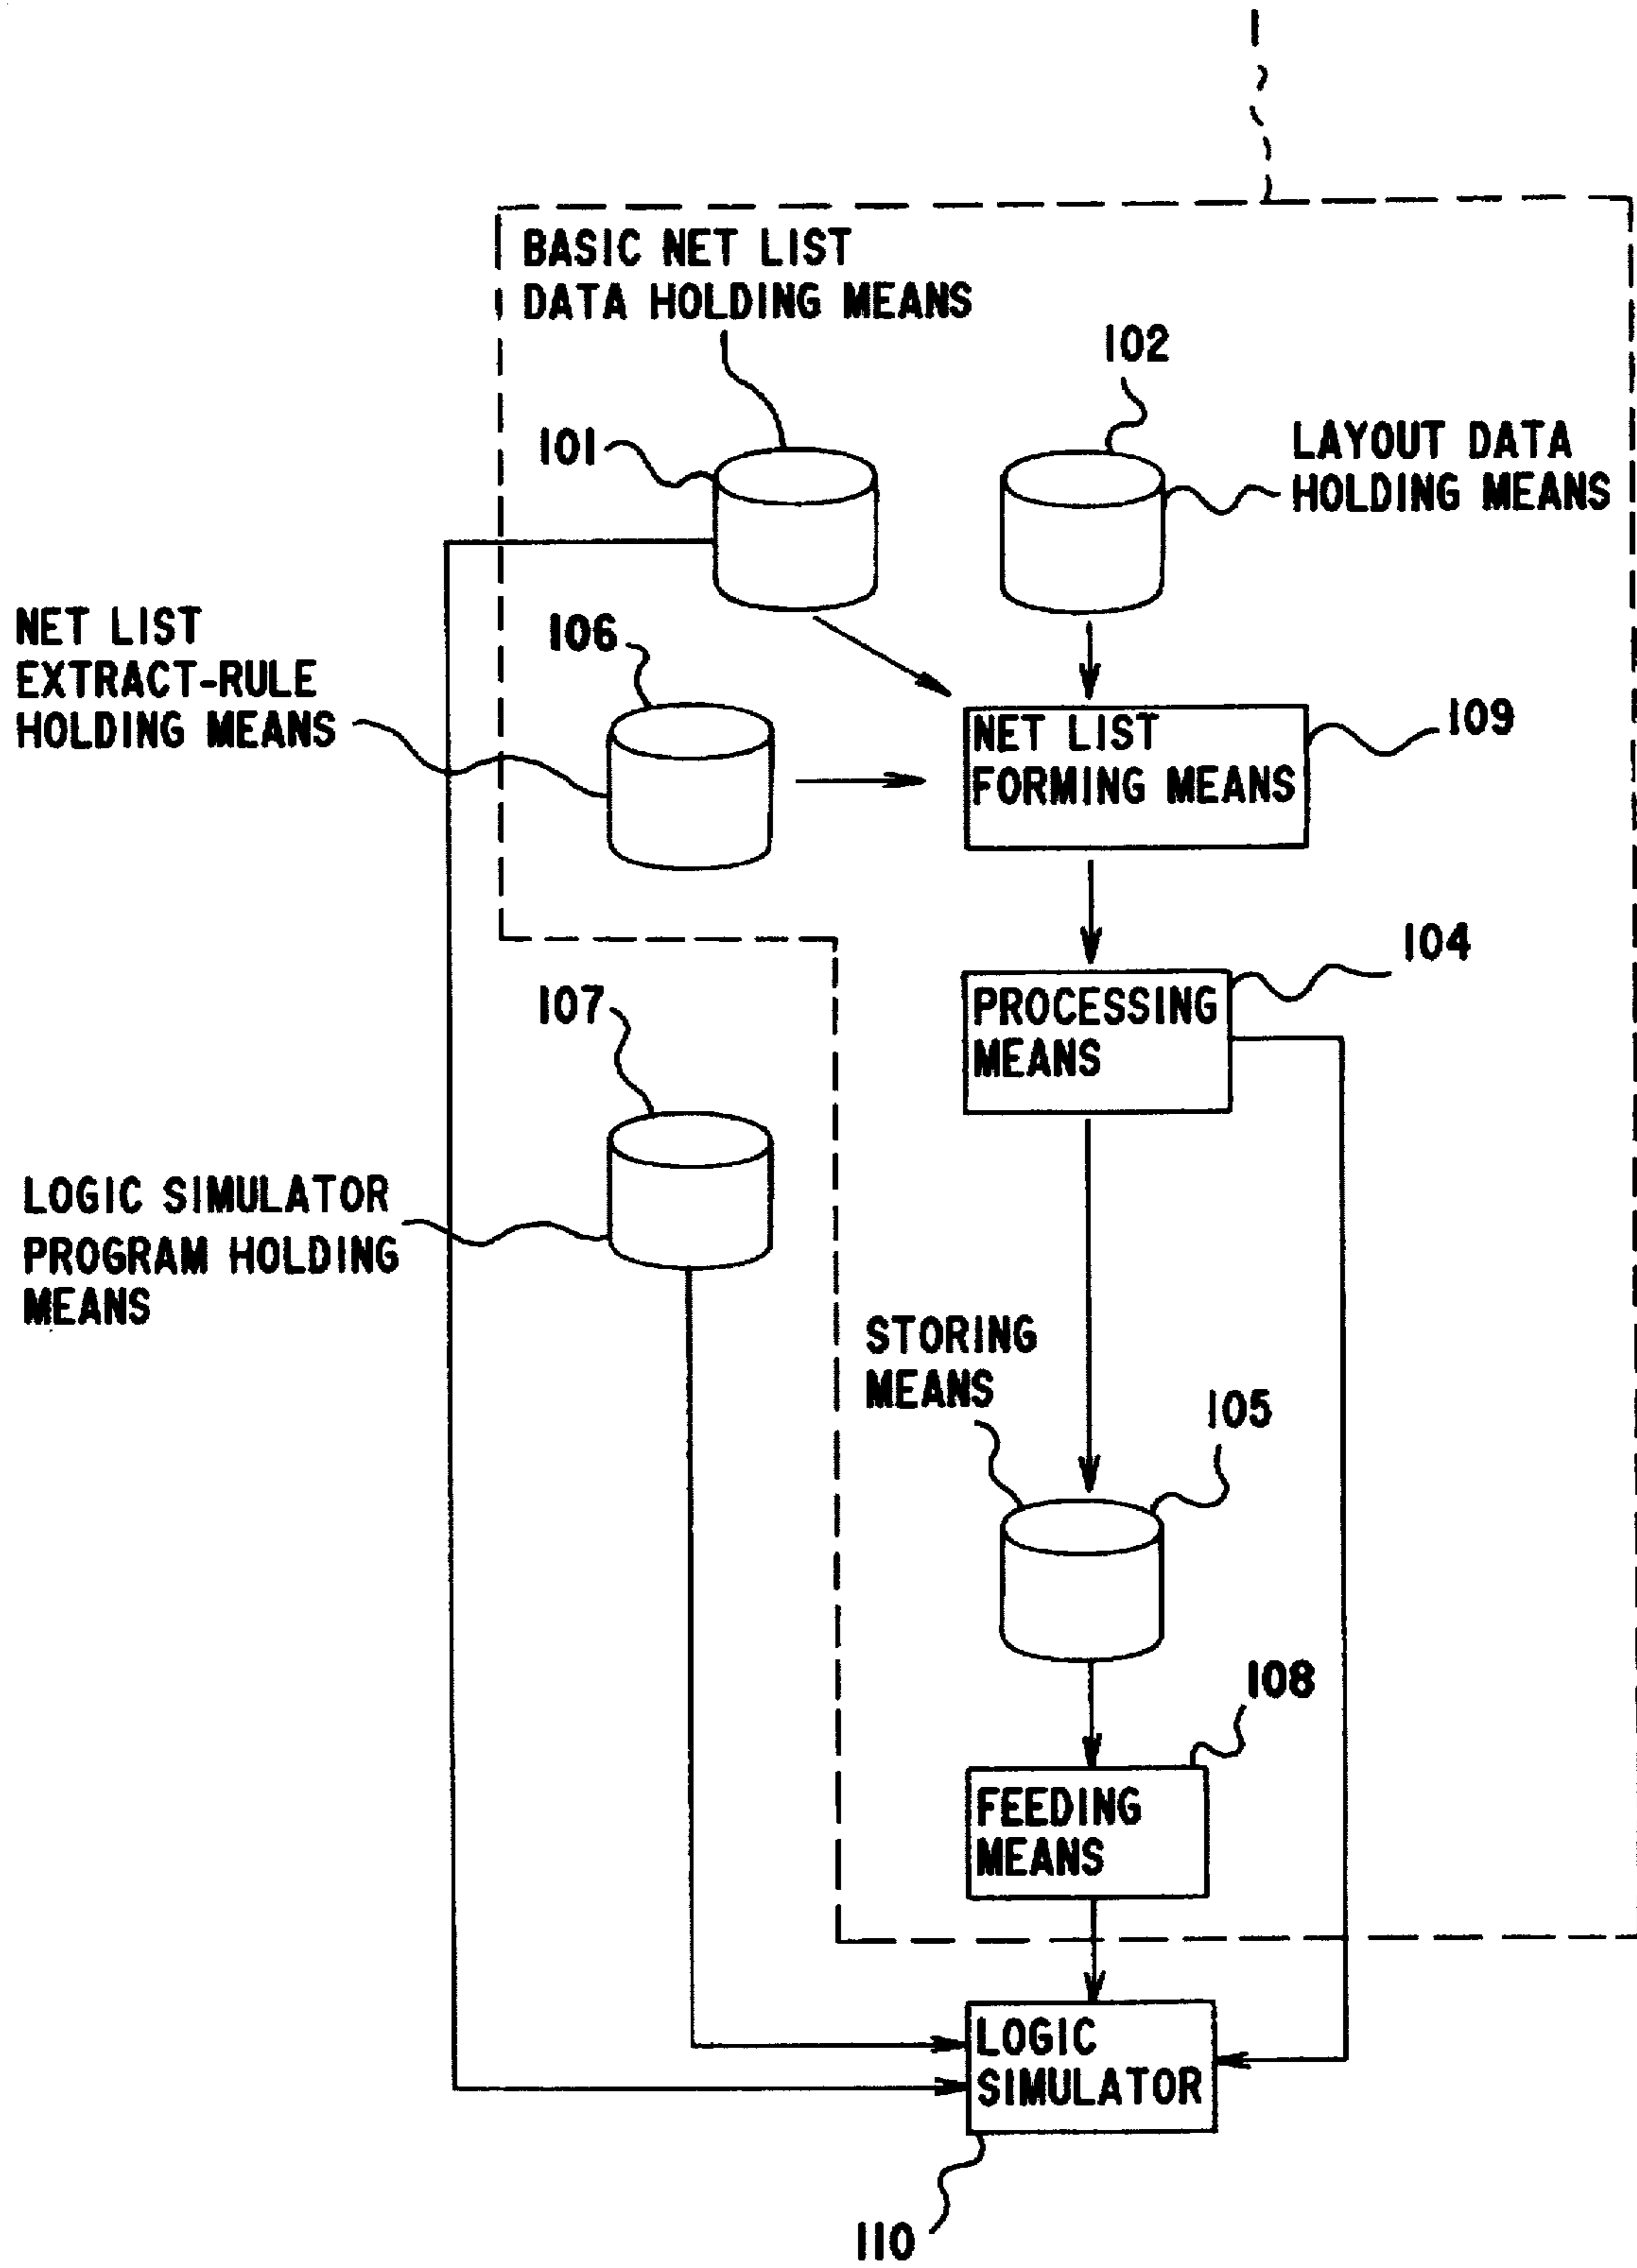 BASIC NET LIST
DATA HOLDING MEANS
102
101
LAYOUT DATA
HOLDING MEANS
NET LIST
EXTRACT-RULE
HOLDING MEANS
106
NET LIST
FORMING MEANS
109
104
PROCESSING
MEANS
107
LOGIC SIMULATOR
PROGRAM HOLDING
MEANS
STORING
MEANS
105
108
FEEDING
MEANS
LOGIC
SIMULATOR
110